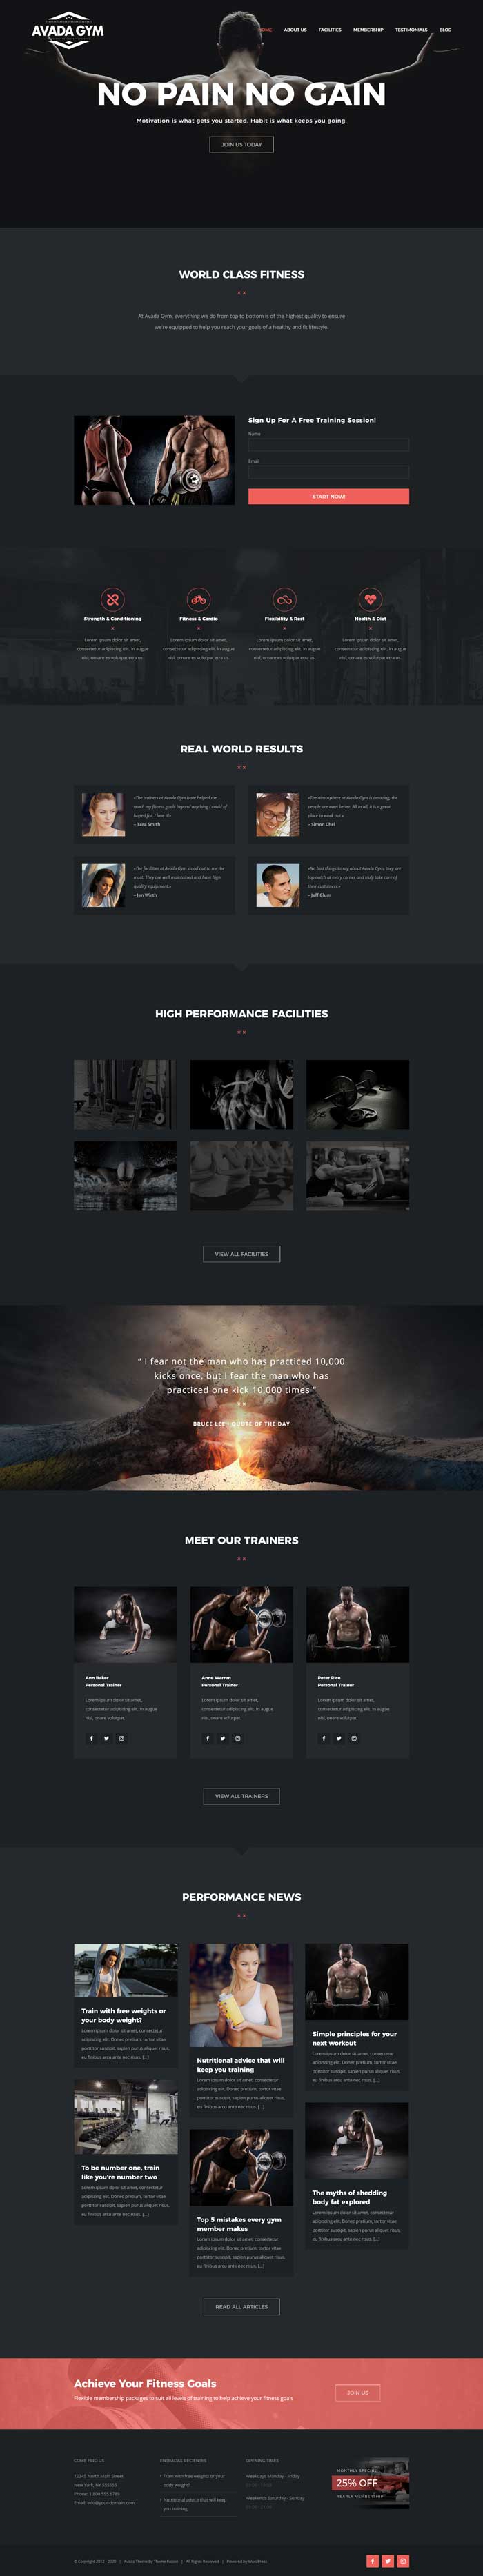 AVADA GYM
HOME ABOUT US FACILITIES MEMBERSHIP TESTIMONIALS BLOG
NO PAIN NO GAIN
Motivation is what gets you started. Habit is what keeps you going.
JOIN US TODAY
WORLD CLASS FITNESS
At Avada Gym, everything we do from top to bottom is of the highest quality to ensure
we're equipped to help you reach your goals of a healthy and fit lifestyle.
Sign Up For A Free Training Session!
Name
Email
START NOW!
Strength & Conditioning
Lorem ipsum dolor sit amet,
consectetur adipiscing elit. In augue
nisl, ornare ex volutpat etra us.
Fitness & Cardio
Lorem ipsum dolor sit amet,
consectetur adipiscing elit. In augue
nisl, ornare ex volutpat etra us.
Flexibility & Rest
Lorem ipsum dolor sit amet,
consectetur adipiscing elit. In augue
nisl, ornare ex volutpat etra us.
Health & Diet
Lorem ipsum dolor sit amet,
consectetur adipiscing elit. In augue
nisl, ornare ex volutpat etra us.
REAL WORLD RESULTS
«The trainers at Avada Gym have helped me
reach my fitness goals beyond anything I could of
hoped for. I love it!»
– Tara Smith
«The atmosphere at Avada Gym is amazing, the
people are even better. All in all, it is a great
place to work out.»
– Simon Chel
«The facilities at Avada Gym stood out to me the
most. They are well maintained and have high
quality equipment.»
– Jen Wirth
«No bad things to say about Avada Gym, they are
top-notch at every corner and truly take care of
their customers.»
– Jeff Glum
HIGH PERFORMANCE FACILITIES
VIEW ALL FACILITIES
" I fear not the man who has practiced 10,000
kicks once, but I fear the man who has
practiced one kick 10,000 times "
BRUCE LEE - QUOTE OF THE DAY
MEET OUR TRAINERS
Ann Baker
Personal Trainer
Lorem ipsum dolor sit amet,
consectetur adipiscing elit. In augue
nisl, ornare volutpat.
Anna Warren
Personal Trainer
Lorem ipsum dolor sit amet,
consectetur adipiscing elit. In augue
nisl, ornare volutpat.
Peter Rice
Personal Trainer
Lorem ipsum dolor sit amet,
consectetur adipiscing elit. In augue
nisl, ornare volutpat.
VIEW ALL TRAINERS
PERFORMANCE NEWS
Train with free weights or
your body weight?
Lorem ipsum dolor sit amet, consectetur
adipiscing elit. Donec pretium, tortor vitae
porttitor suscipit, sapien purus aliquet risus,
eu finibus arcu ante nec risus. [...]
To be number one, train
like you're number two
Lorem ipsum dolor sit amet, consectetur
adipiscing elit. Donec pretium, tortor vitae
porttitor suscipit, sapien purus aliquet risus,
eu finibus arcu ante nec risus. [...]
Nutritional advice that will
keep you training
Lorem ipsum dolor sit amet, consectetur
adipiscing elit. Donec pretium, tortor vitae
porttitor suscipit, sapien purus aliquet risus,
eu finibus arcu ante nec risus. [...]
Top 5 mistakes every gym
member makes
Lorem ipsum dolor sit amet, consectetur
adipiscing elit. Donec pretium, tortor vitae
porttitor suscipit, sapien purus aliquet risus,
eu finibus arcu ante nec risus. [...]
Simple principles for your
next workout
Lorem ipsum dolor sit amet, consectetur
adipiscing elit. Donec pretium, tortor vitae
porttitor suscipit, sapien purus aliquet risus,
eu finibus arcu ante nec risus. [...]
The myths of shedding
body fat explored
Lorem ipsum dolor sit amet, consectetur
adipiscing elit. Donec pretium, tortor vitae
porttitor suscipit, sapien purus aliquet risus,
eu finibus arcu ante nec risus. [...]
READ ALL ARTICLES
Achieve Your Fitness Goals
Flexible membership packages to suit all levels of training to help achieve your fitness goals
JOIN US
COME FIND US
12345 North Main Street
New York, NY 555555
Phone: 1.800.555.6789
Email: info@your-domain.com
ENTRADAS RECIENTES
Train with free weights or your
body weight?
Nutritional advice that will keep
you training
OPENING TIMES
Weekdays Monday - Friday
Weekends Saturday - Sunday
MONTHLY SPECIAL
25% OFF
YEARLY MEMBERSHIP
© Copyright 2012 - 2020 | Avada Theme by Theme Fusion | All Rights Reserved | Powered by WordPress